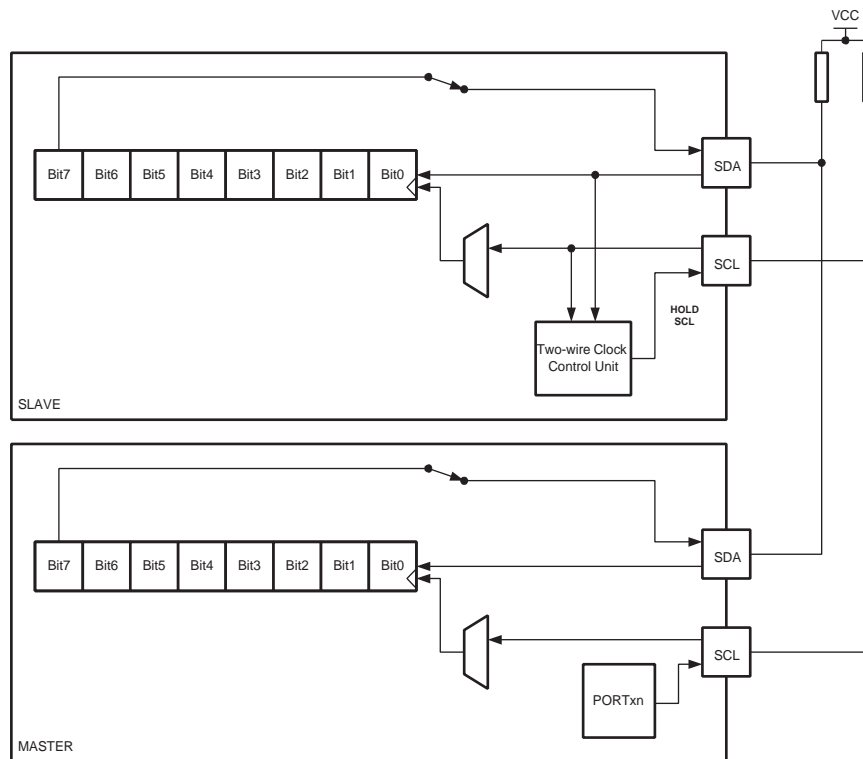 VCC
Bit7 Bit6 Bit5 Bit4 Bit3 Bit2 Bit1 Bit0
SDA
SCL
HOLD
SCL
Two-wire Clock
Control Unit
SLAVE
Bit7 Bit6 Bit5 Bit4 Bit3 Bit2 Bit1 Bit0
SDA
SCL
PORTxn
MASTER